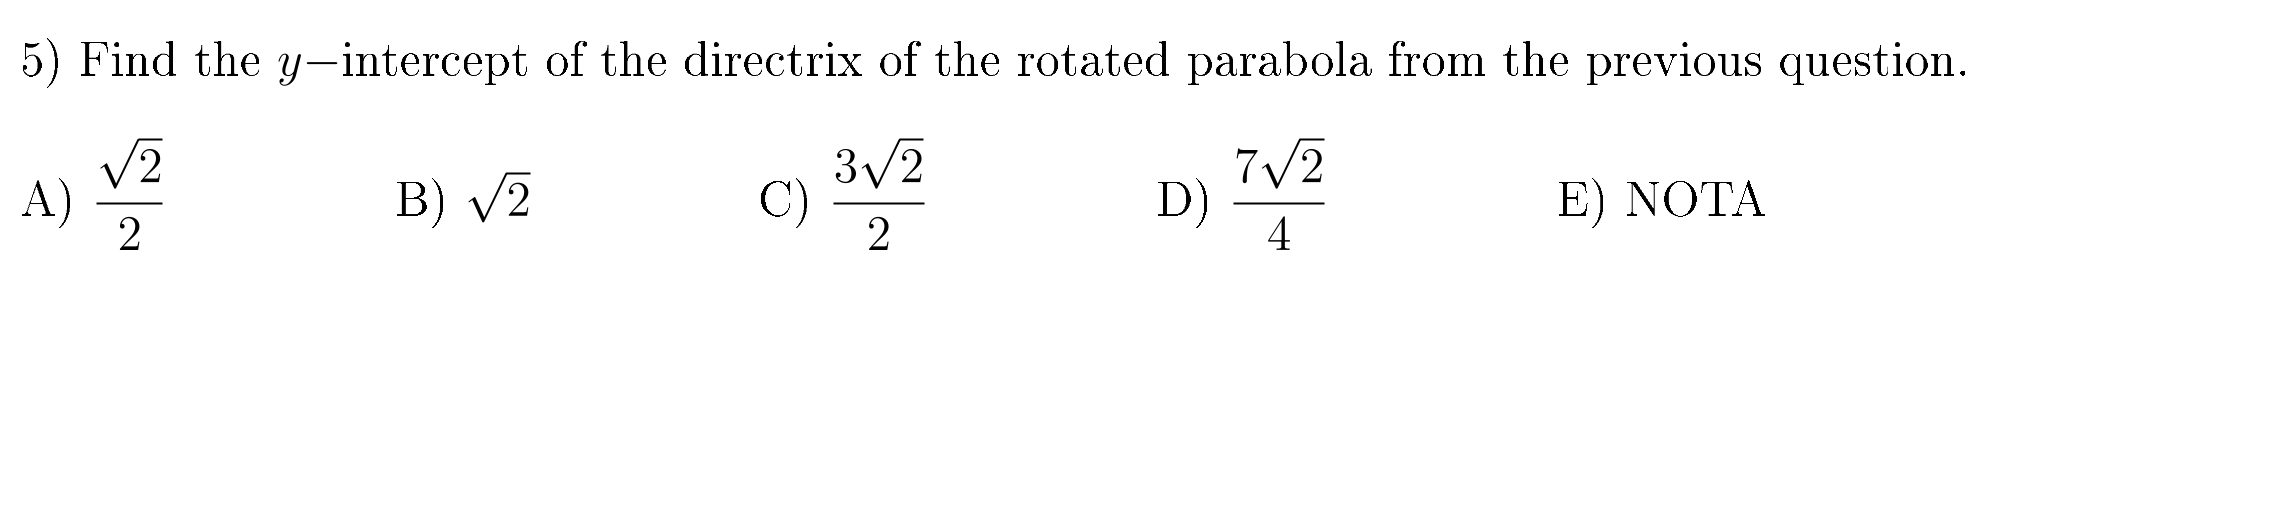 5) Find the y−intercept of the directrix of the rotated parabola from the previous question.
A) \frac{\sqrt{2}}{2} B) \sqrt{2} C) \frac{3\sqrt{2}}{2} D) \frac{7\sqrt{2}}{4} E) NOTA